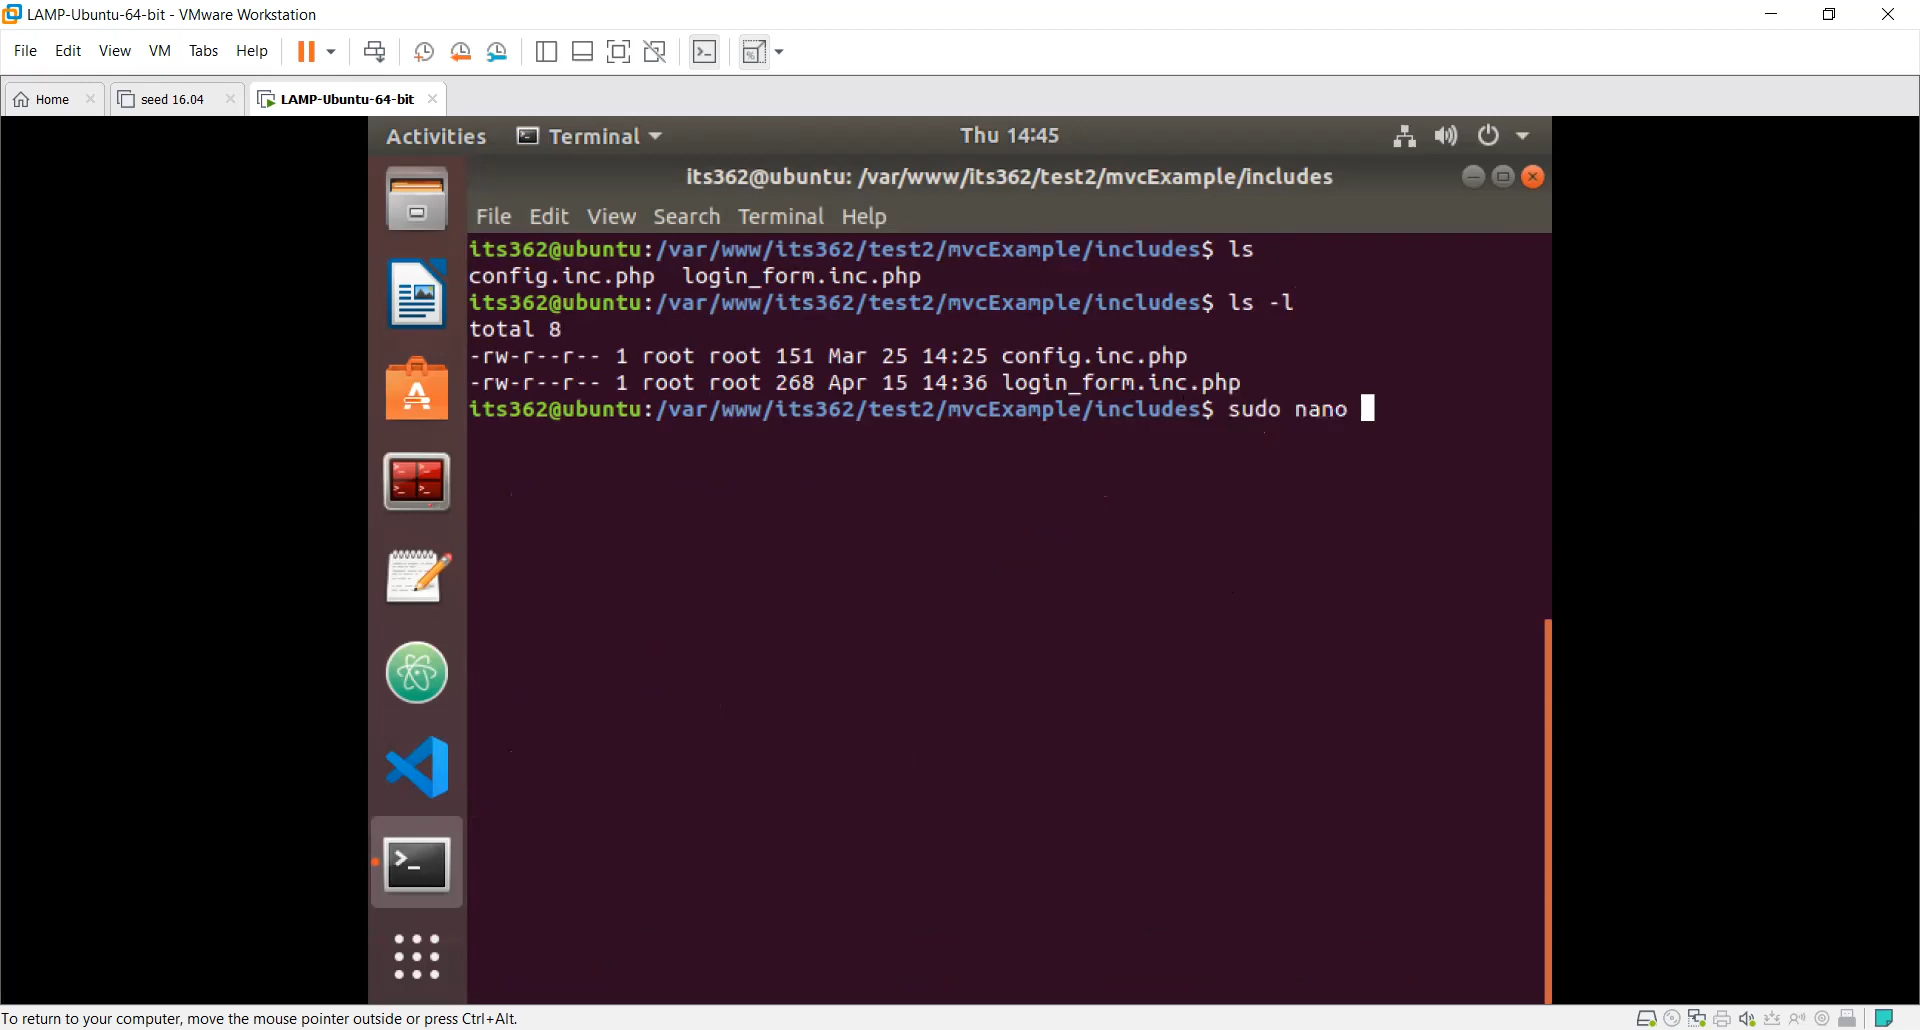 LAMP-Ubuntu-64-bit - VMware Workstation
File Edit View VM Tabs Help
Home seed 16.04 LAMP-Ubuntu-64-bit
Activities Terminal Thu 14:45
its362@ubuntu: /var/www/its362/test2/mvcExample/includes
File Edit View Search Terminal Help
its362@ubuntu:/var/www/its362/test2/mvcExample/includes$ ls
config.inc.php  login_form.inc.php
its362@ubuntu:/var/www/its362/test2/mvcExample/includes$ ls -l
total 8
-rw-r--r-- 1 root root 151 Mar 25 14:25 config.inc.php
-rw-r--r-- 1 root root 268 Apr 15 14:36 login_form.inc.php
its362@ubuntu:/var/www/its362/test2/mvcExample/includes$ sudo nano
To return to your computer, move the mouse pointer outside or press Ctrl+Alt.